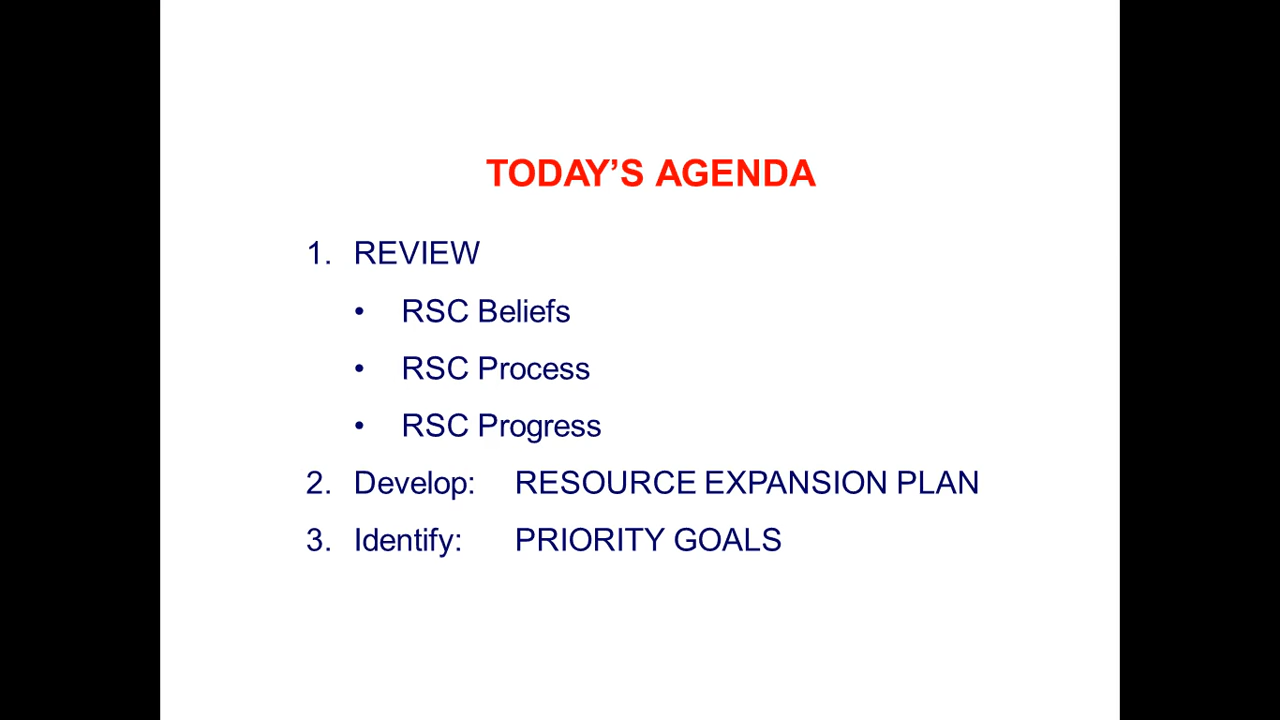 TODAY’S AGENDA
1. REVIEW
• RSC Beliefs
• RSC Process
• RSC Progress
2. Develop: RESOURCE EXPANSION PLAN
3. Identify: PRIORITY GOALS